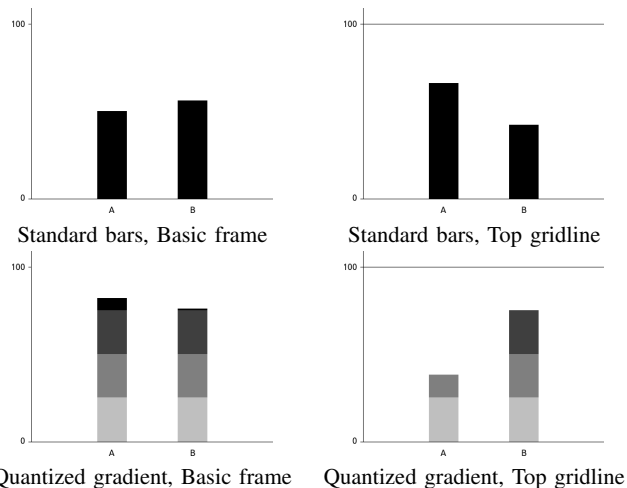 100
0
A B
Standard bars, Basic frame
100
0
A B
Standard bars, Top gridline
100
0
A B
Quantized gradient, Basic frame
100
0
A B
Quantized gradient, Top gridline